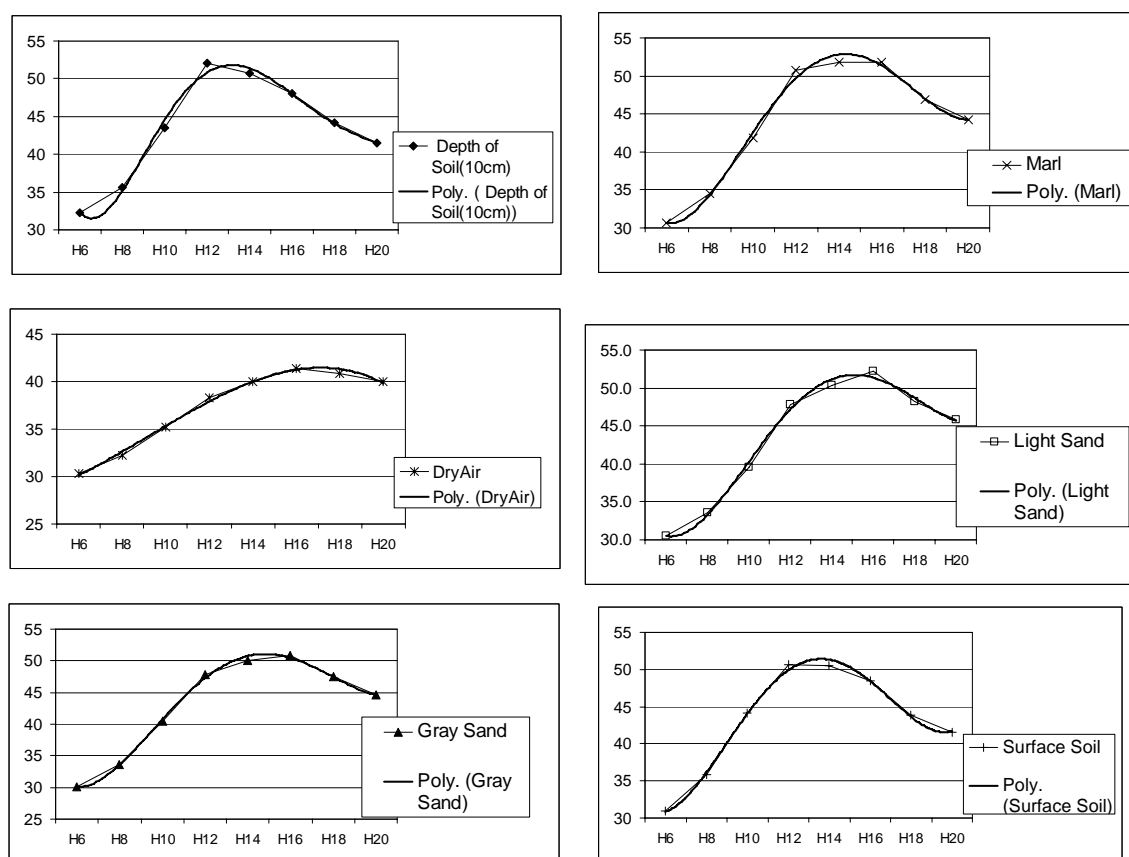 55
50
45
40
35
30
H6 H8 H10 H12 H14 H16 H18 H20
Depth of
Soil(10cm)
Poly. ( Depth of
Soil(10cm))
55
50
45
40
35
30
H6 H8 H10 H12 H14 H16 H18 H20
Marl
Poly. (Marl)
45
40
35
30
25
H6 H8 H10 H12 H14 H16 H18 H20
DryAir
Poly. (DryAir)
55.0
50.0
45.0
40.0
35.0
30.0
H6 H8 H10 H12 H14 H16 H18 H20
Light Sand
Poly. (Light
Sand)
55
50
45
40
35
30
25
H6 H8 H10 H12 H14 H16 H18 H20
Gray Sand
Poly. (Gray
Sand)
55
50
45
40
35
30
H6 H8 H10 H12 H14 H16 H18 H20
Surface Soil
Poly.
(Surface Soil)